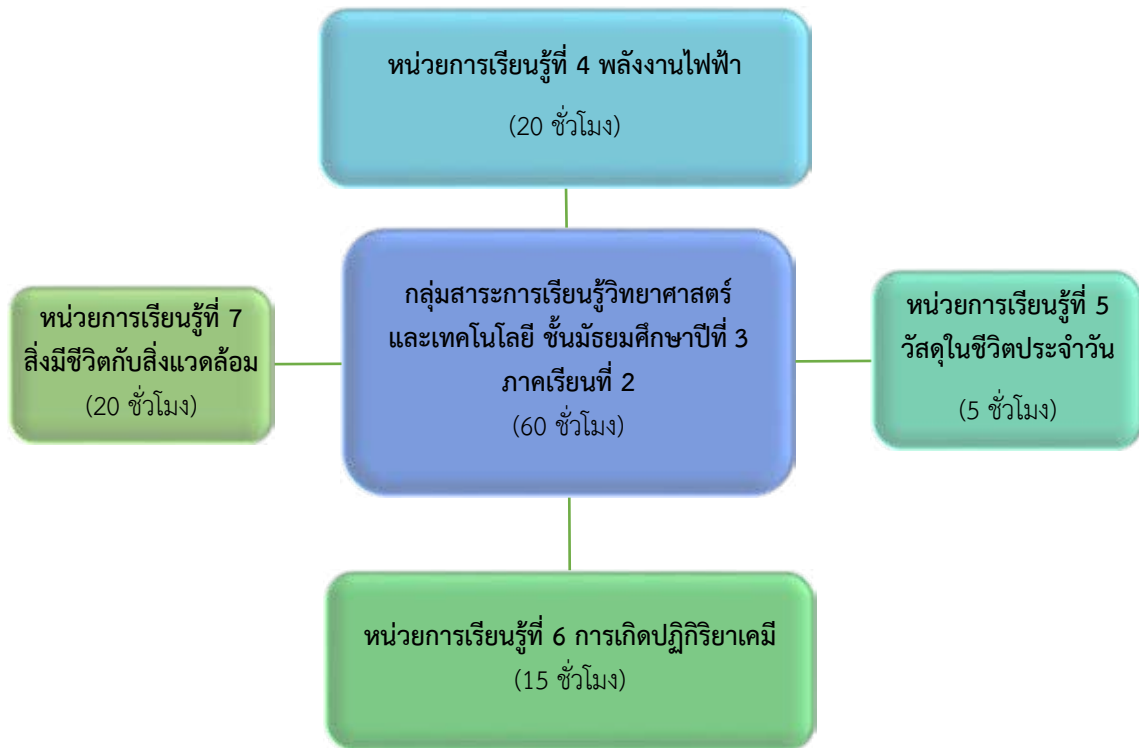 หน่วยการเรียนรู้ที่ 4 พลังงานไฟฟ้า
(20 ชั่วโมง)
กลุ่มสาระการเรียนรู้วิทยาศาสตร์
และเทคโนโลยี ชั้นมัธยมศึกษาปีที่ 3
ภาคเรียนที่ 2
(60 ชั่วโมง)
หน่วยการเรียนรู้ที่ 7
สิ่งมีชีวิตกับสิ่งแวดล้อม
(20 ชั่วโมง)
หน่วยการเรียนรู้ที่ 5
วัสดุในชีวิตประจำวัน
(5 ชั่วโมง)
หน่วยการเรียนรู้ที่ 6 การเกิดปฏิกิริยาเคมี
(15 ชั่วโมง)